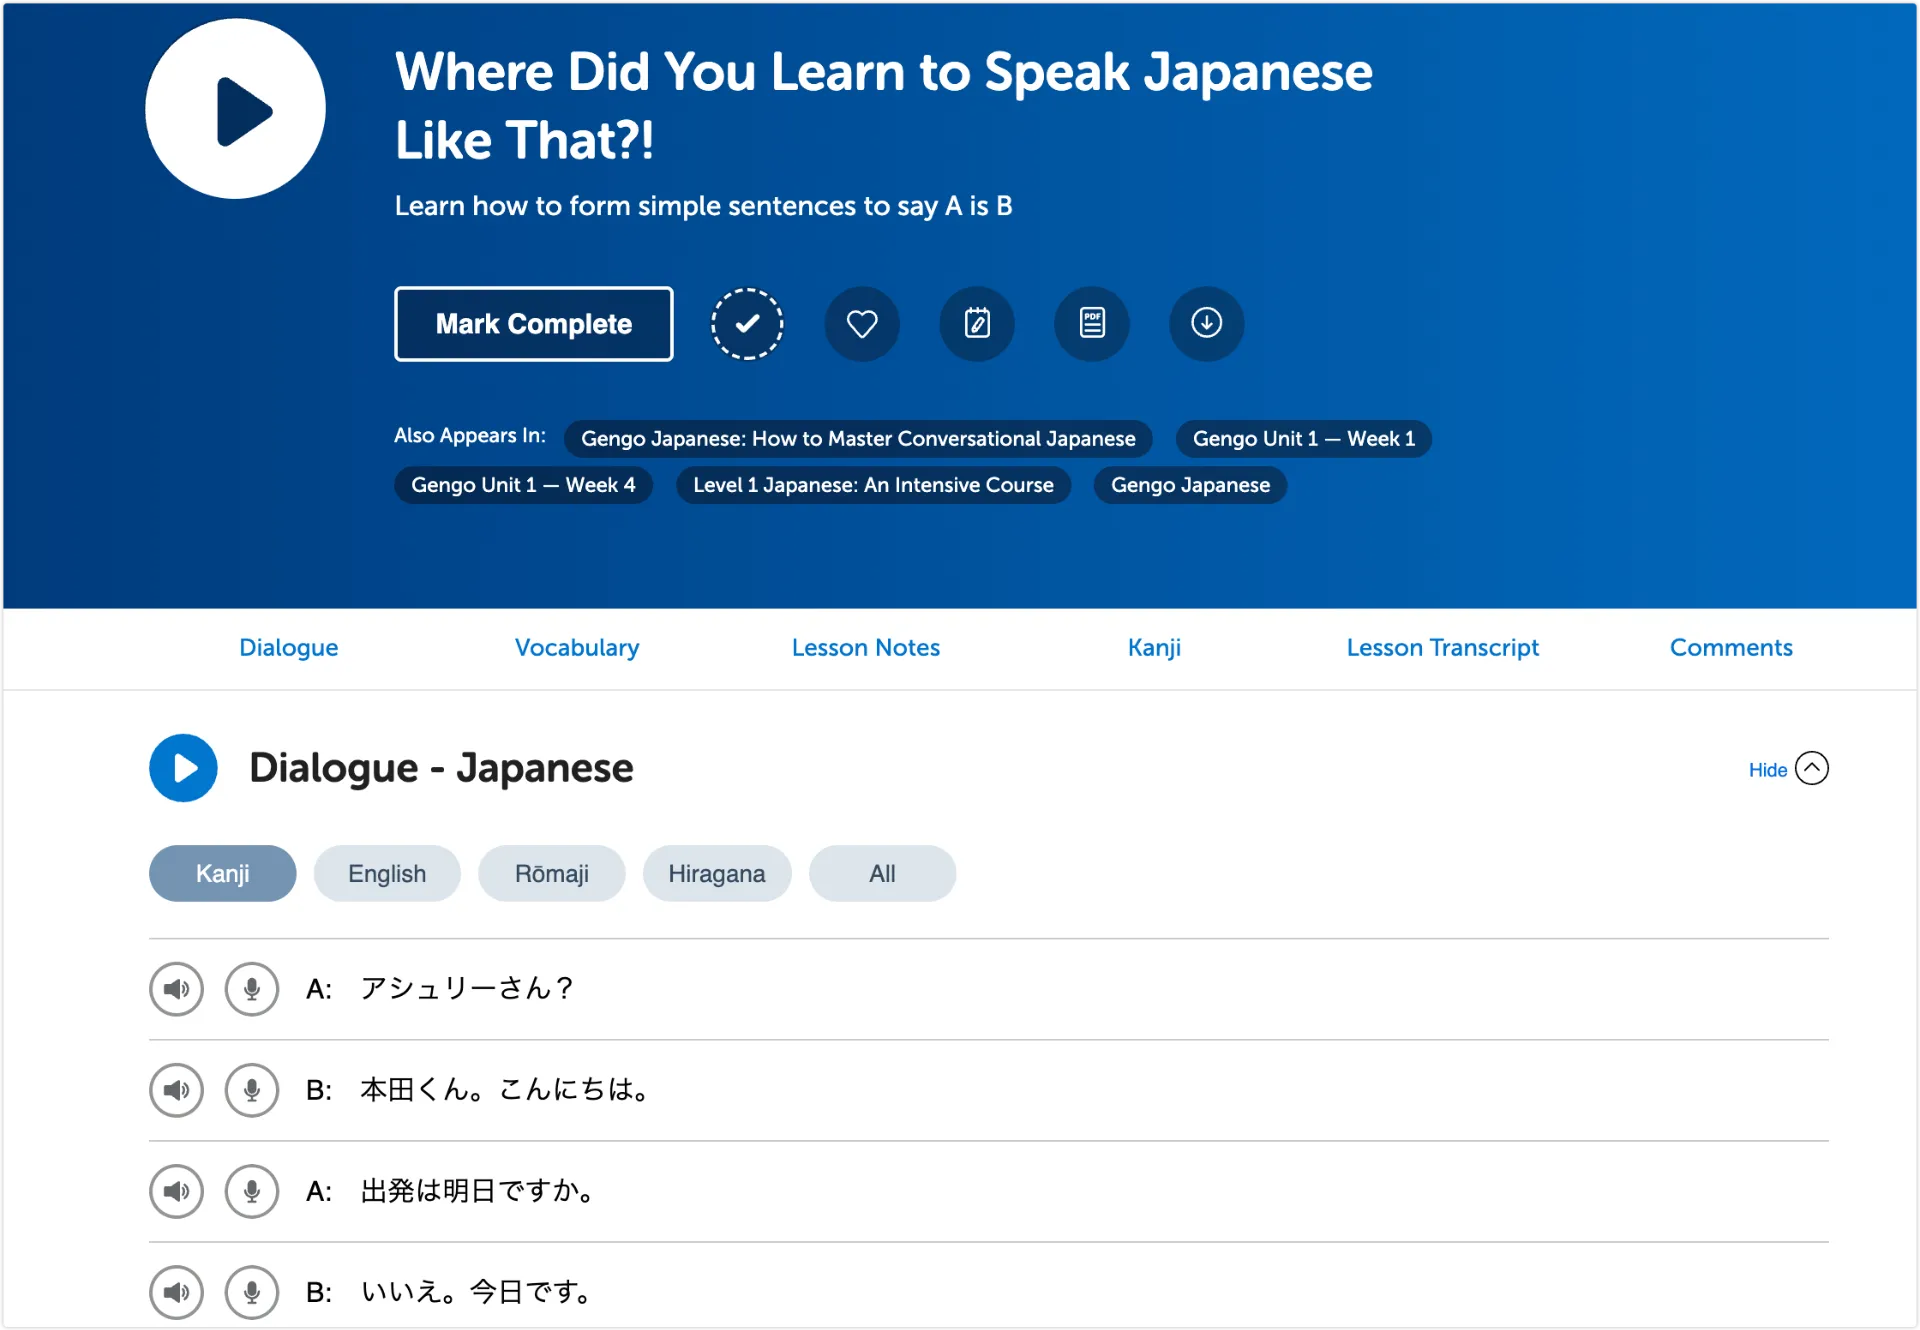 Where Did You Learn to Speak Japanese
Like That?!
Learn how to form simple sentences to say A is B
Mark Complete
PDF
Also Appears In: Gengo Japanese: How to Master Conversational Japanese Gengo Unit 1 — Week 1
Gengo Unit 1 — Week 4 Level 1 Japanese: An Intensive Course Gengo Japanese
Dialogue Vocabulary Lesson Notes Kanji Lesson Transcript Comments
Dialogue - Japanese Hide
Kanji English Rōmaji Hiragana All
A: アシュリーさん？
B: 本田くん。こんにちは。
A: 出発は明日ですか。
B: いいえ。今日です。